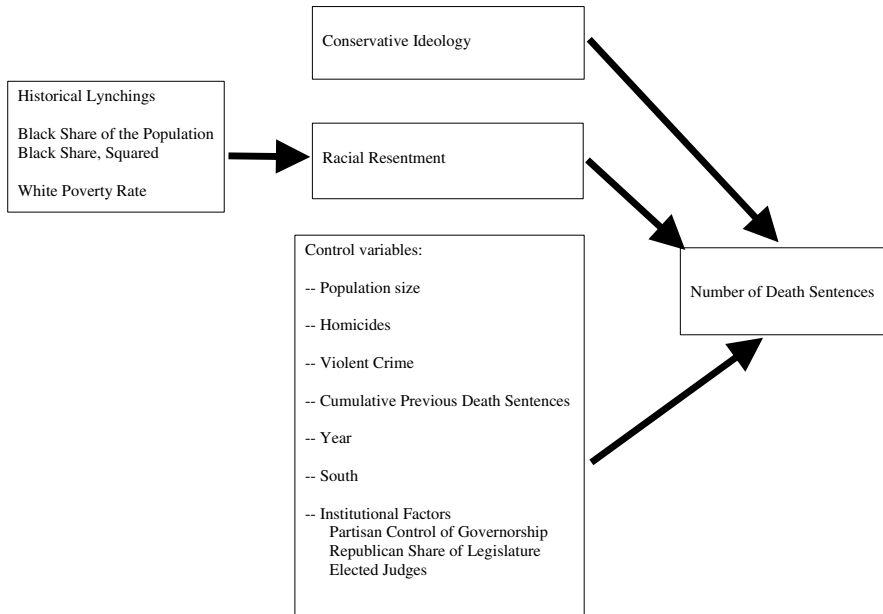 Conservative Ideology
Historical Lynchings
Black Share of the Population
Black Share, Squared
White Poverty Rate
Racial Resentment
Control variables:
-- Population size
-- Homicides
-- Violent Crime
-- Cumulative Previous Death Sentences
-- Year
-- South
-- Institutional Factors
Partisan Control of Governorship
Republican Share of Legislature
Elected Judges
Number of Death Sentences